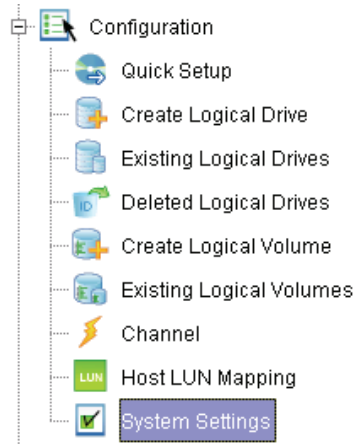 Configuration
Quick Setup
Create Logical Drive
Existing Logical Drives
ID Deleted Logical Drives
Create Logical Volume
Existing Logical Volumes
Channel
LUN Host LUN Mapping
System Settings